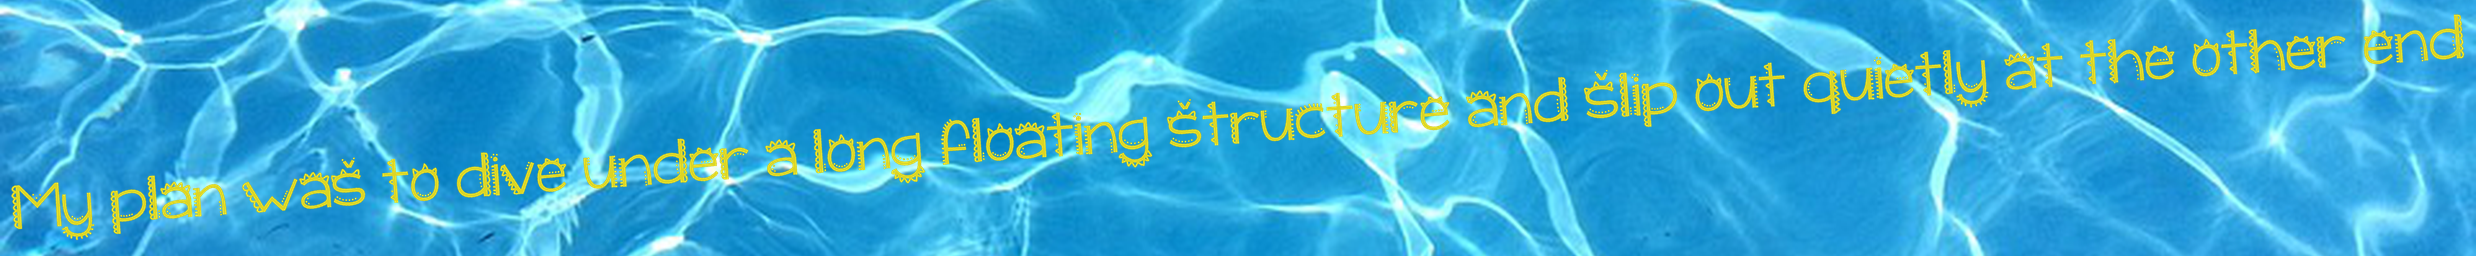 My plan was to dive under a long floating structure and slip out quietly at the other end